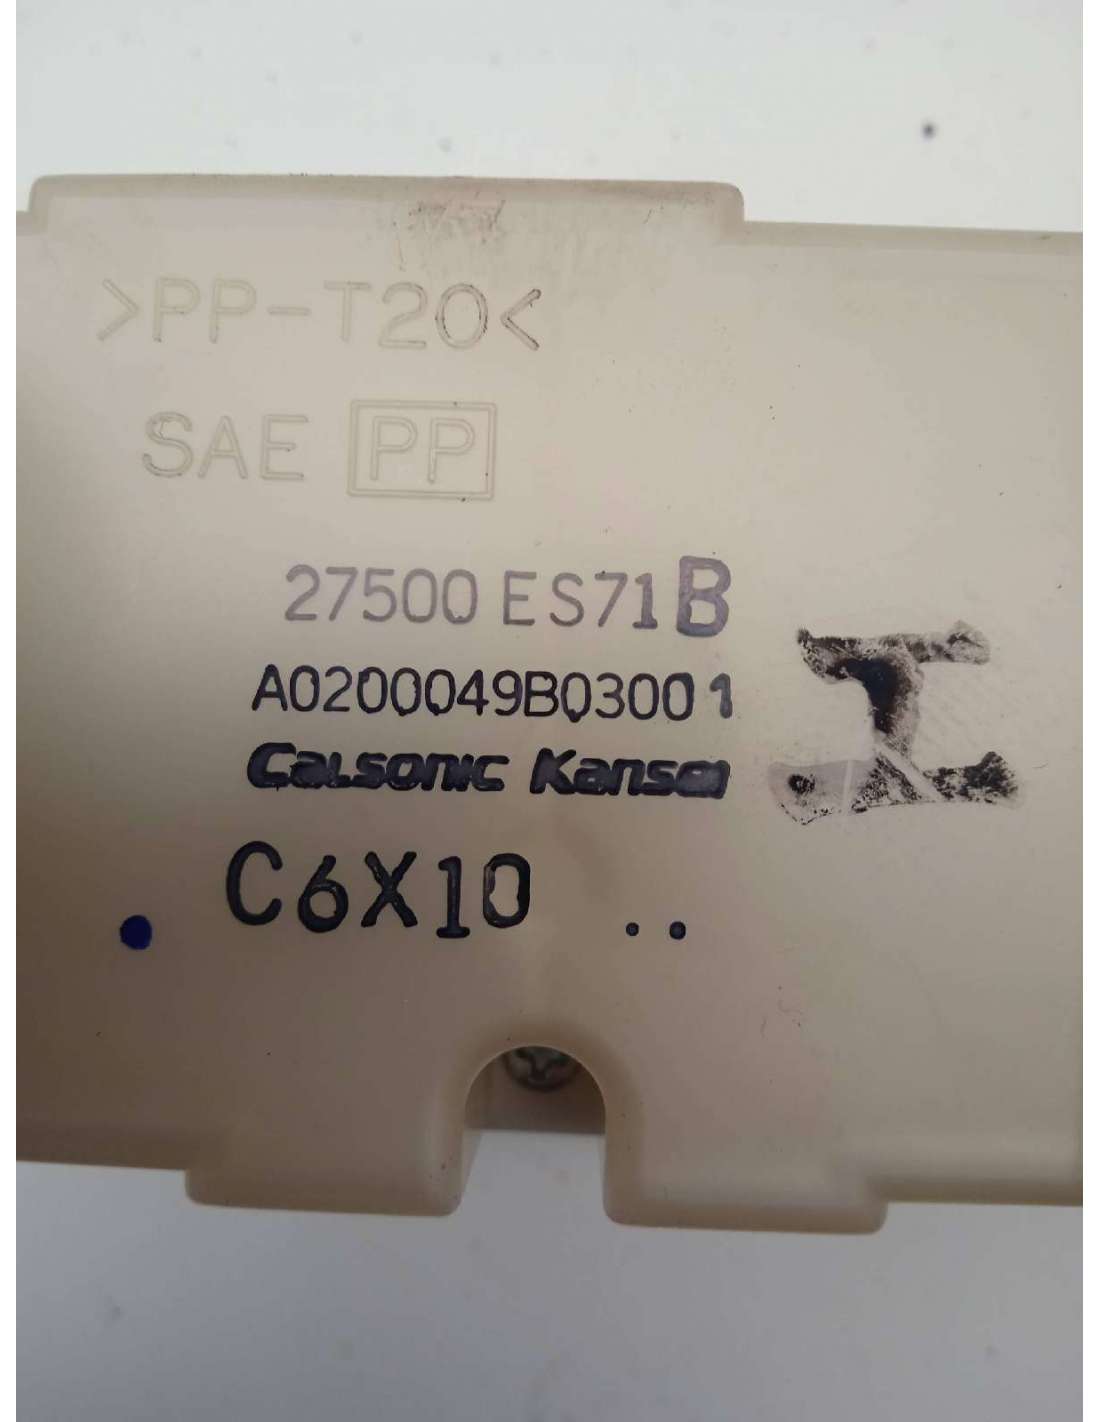 >PP-T20<
SAE PP
27500 ES71B
A0200049B03001
Calsonic Kansei
C6X10
I